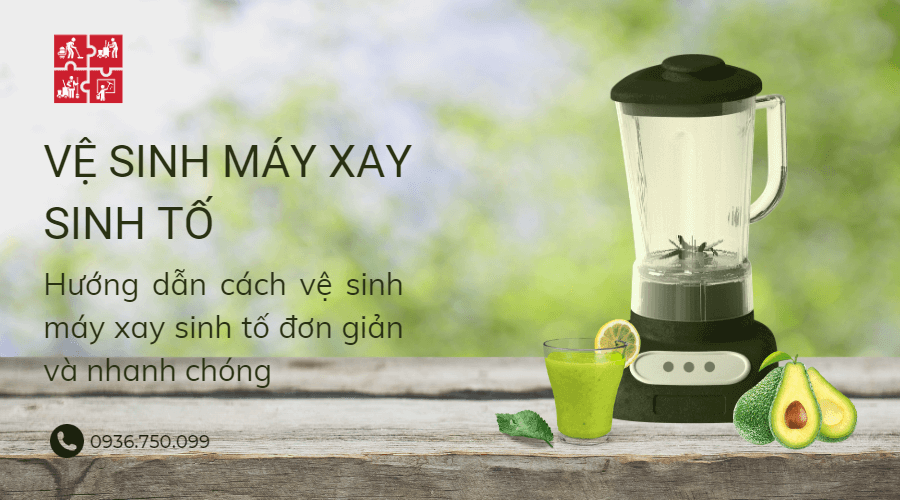 VỆ SINH MÁY XAY
SINH TỐ
Hướng dẫn cách vệ sinh
máy xay sinh tố đơn giản
và nhanh chóng
0936.750.099